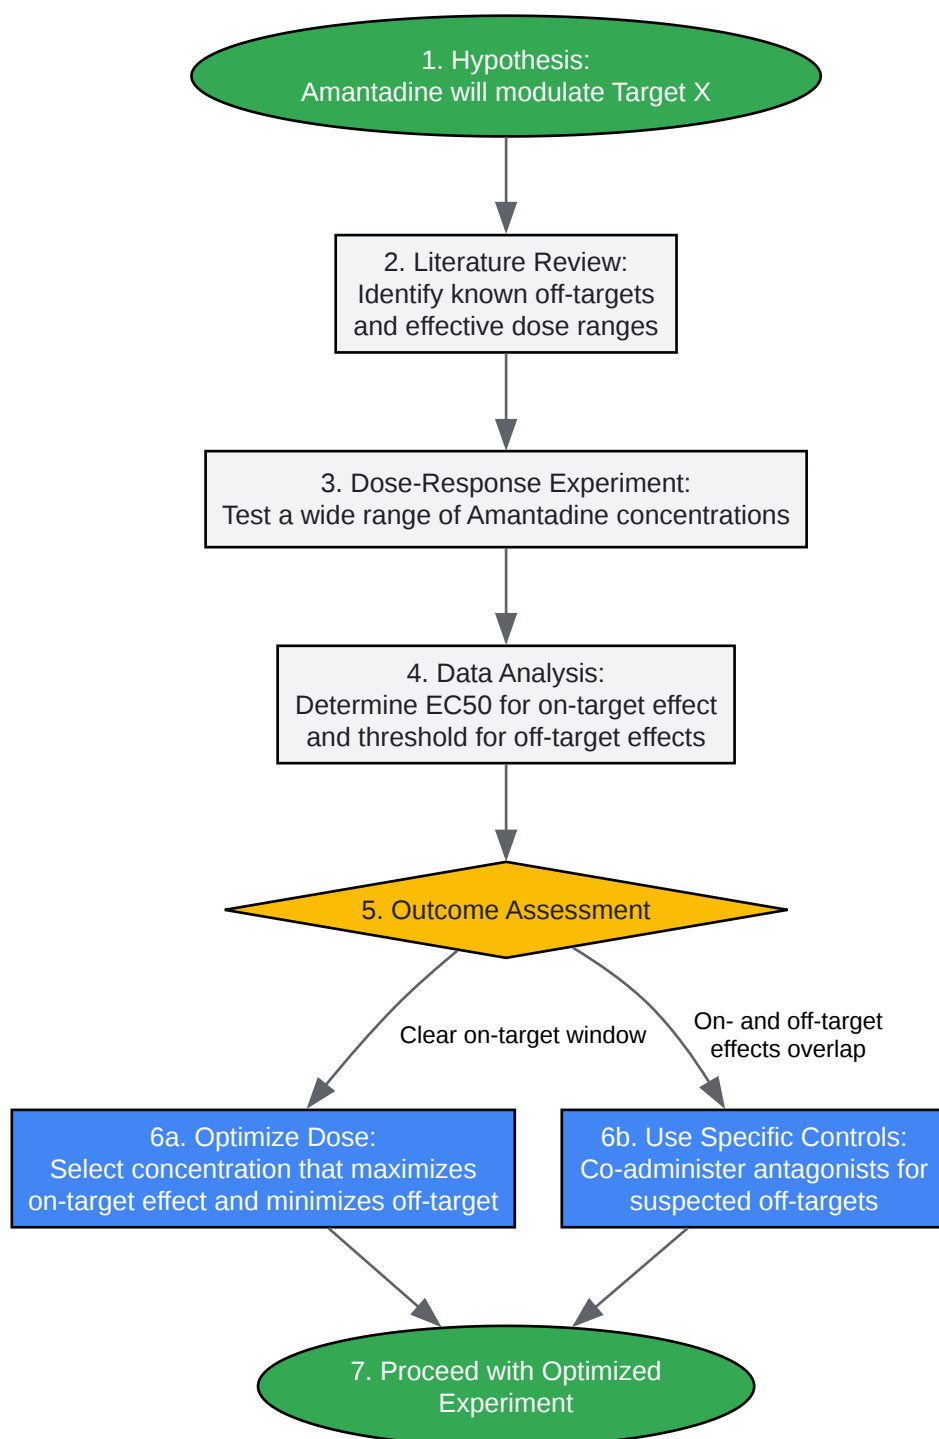 1. Hypothesis:
Amantadine will modulate Target X
2. Literature Review:
Identify known off-targets
and effective dose ranges
3. Dose-Response Experiment:
Test a wide range of Amantadine concentrations
4. Data Analysis:
Determine EC50 for on-target effect
and threshold for off-target effects
5. Outcome Assessment
Clear on-target window
On- and off-target
effects overlap
6a. Optimize Dose:
Select concentration that maximizes
on-target effect and minimizes off-target
6b. Use Specific Controls:
Co-administer antagonists for
suspected off-targets
7. Proceed with Optimized
Experiment